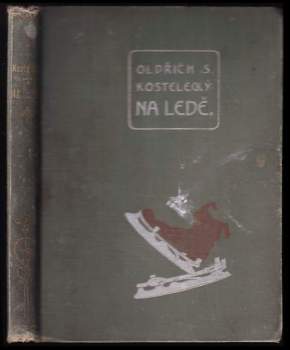 OLDŘICH S.
KOSTELECKÝ
NA LEDĚ.